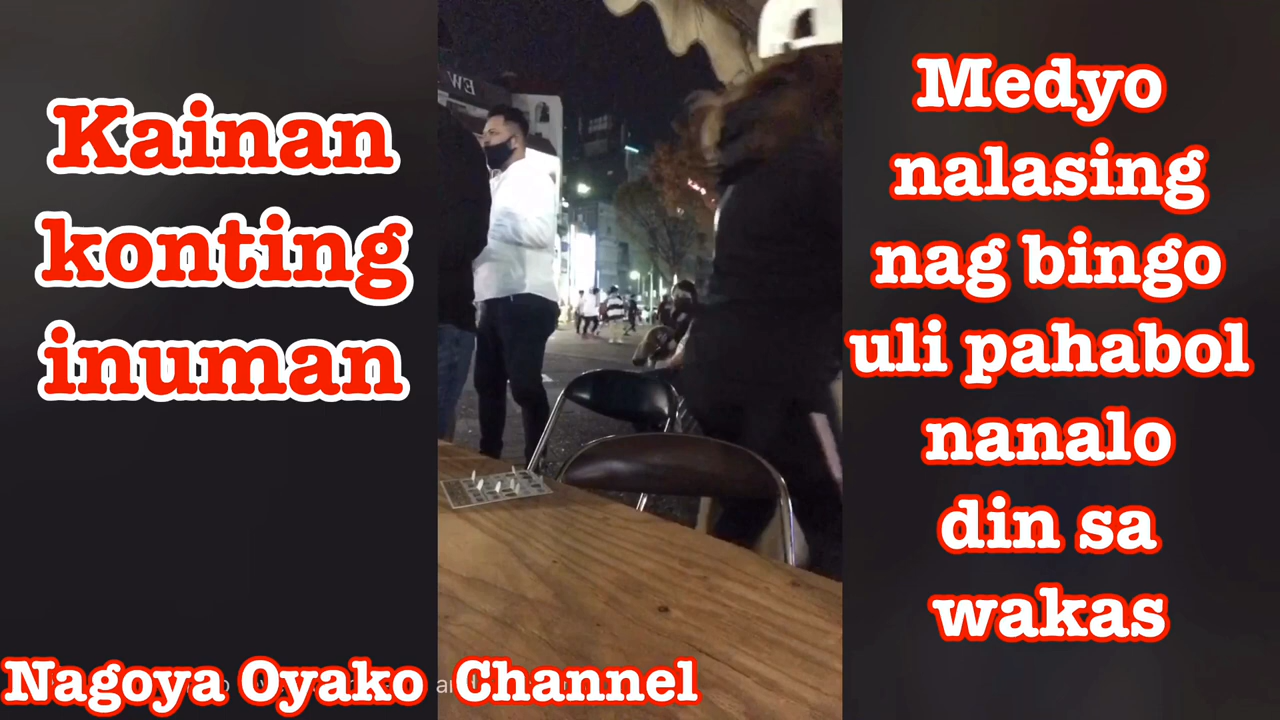 Kainan
konting
inuman
Medyo
nalasing
nag bingo
uli pahabol
nanalo
din sa
wakas
Nagoya Oyako Channel